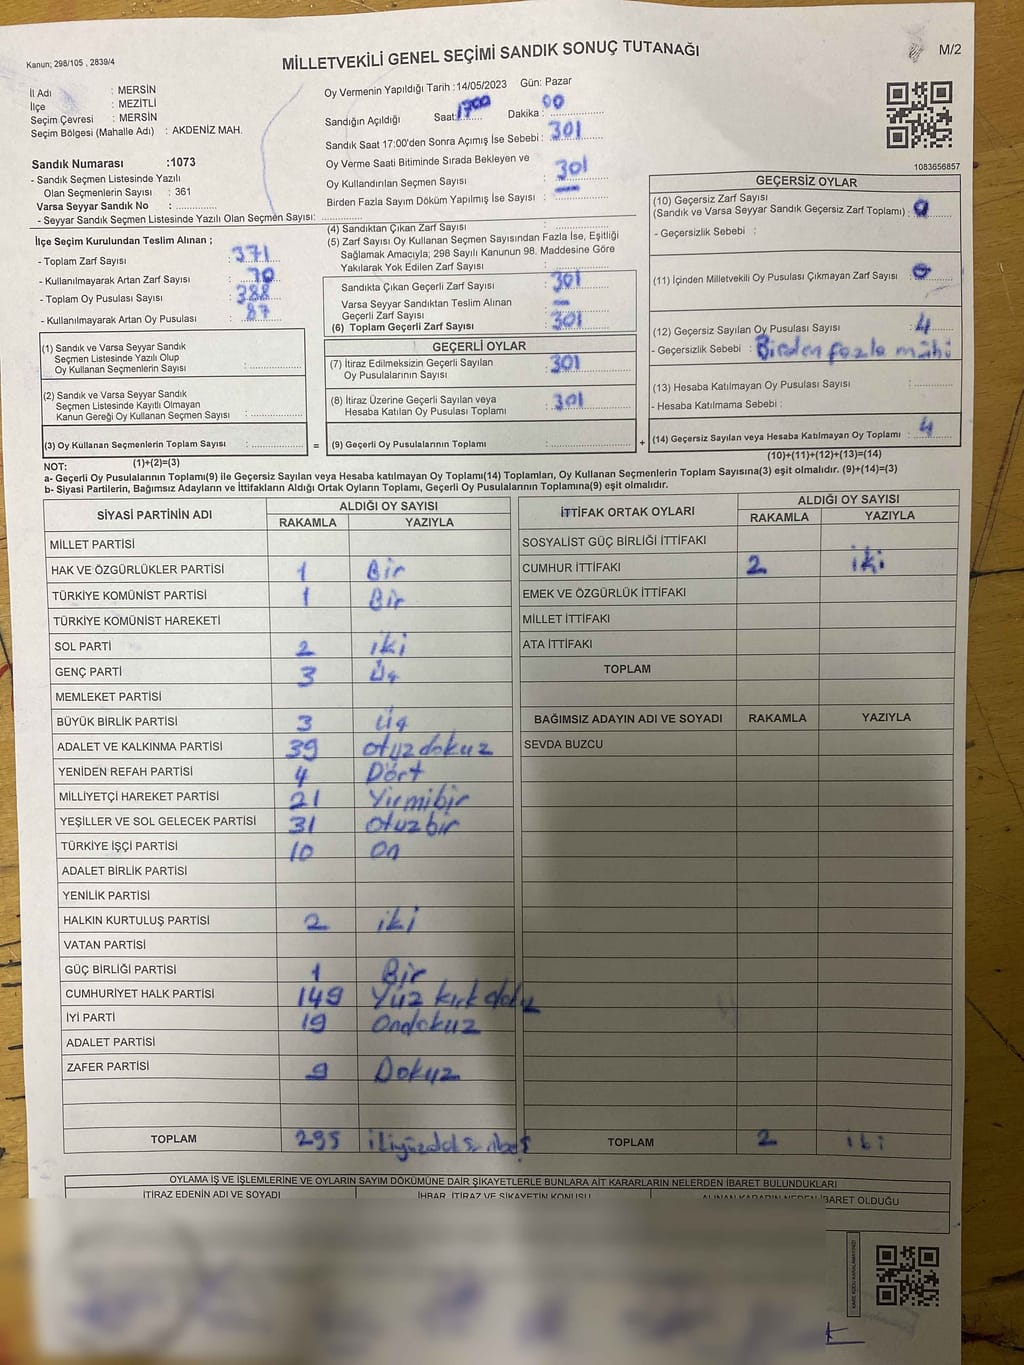 Kanun; 298/105 , 2839/4
MİLLETVEKİLİ GENEL SEÇİMİ SANDIK SONUÇ TUTANAĞI
M/2
İl Adı : MERSİN
İlçe : MEZİTLİ
Seçim Çevresi : MERSİN
Seçim Bölgesi (Mahalle Adı) : AKDENİZ MAH.
Oy Vermenin Yapıldığı Tarih :14/05/2023 Gün: Pazar
Sandığın Açıldığı Saat: 1700 Dakika : 00
Sandık Saat 17:00'den Sonra Açımış İse Sebebi : 301
Oy Verme Saati Bitiminde Sırada Bekleyen ve
Oy Kullandırılan Seçmen Sayısı : 301
Birden Fazla Sayım Döküm Yapılmış İse Sayısı : —
1083656857
Sandık Numarası :1073
- Sandık Seçmen Listesinde Yazılı
Olan Seçmenlerin Sayısı : 361
Varsa Seyyar Sandık No :
- Seyyar Sandık Seçmen Listesinde Yazılı Olan Seçmen Sayısı:
İlçe Seçim Kurulundan Teslim Alınan ;
- Toplam Zarf Sayısı : 371
- Kullanılmayarak Artan Zarf Sayısı : 70
- Toplam Oy Pusulası Sayısı : 388
- Kullanılmayarak Artan Oy Pusulası : 87
(4) Sandıktan Çıkan Zarf Sayısı :
(5) Zarf Sayısı Oy Kullanan Seçmen Sayısından Fazla İse, Eşitliği
Sağlamak Amacıyla; 298 Sayılı Kanunun 98. Maddesine Göre
Yakılarak Yok Edilen Zarf Sayısı :
Sandıkta Çıkan Geçerli Zarf Sayısı : 301
Varsa Seyyar Sandıktan Teslim Alınan
Geçerli Zarf Sayısı : —
(6) Toplam Geçerli Zarf Sayısı : 301
GEÇERSİZ OYLAR
(10) Geçersiz Zarf Sayısı
(Sandık ve Varsa Seyyar Sandık Geçersiz Zarf Toplamı) : 0
- Geçersizlik Sebebi :
(11) İçinden Milletvekili Oy Pusulası Çıkmayan Zarf Sayısı : 0
(12) Geçersiz Sayılan Oy Pusulası Sayısı : 4
- Geçersizlik Sebebi : Birden fazla mühi
(13) Hesaba Katılmayan Oy Pusulası Sayısı :
- Hesaba Katılmama Sebebi :
(14) Geçersiz Sayılan veya Hesaba Katılmayan Oy Toplamı : 4
(10)+(11)+(12)+(13)=(14)
(1) Sandık ve Varsa Seyyar Sandık
Seçmen Listesinde Yazılı Olup
Oy Kullanan Seçmenlerin Sayısı :
(2) Sandık ve Varsa Seyyar Sandık
Seçmen Listesinde Kayıtlı Olmayan
Kanun Gereği Oy Kullanan Seçmen Sayısı :
(3) Oy Kullanan Seçmenlerin Toplam Sayısı :
(1)+(2)=(3)
GEÇERLİ OYLAR
(7) İtiraz Edilmeksizin Geçerli Sayılan
Oy Pusulalarının Sayısı : 301
(8) İtiraz Üzerine Geçerli Sayılan veya
Hesaba Katılan Oy Pusulası Toplamı : 301
= (9) Geçerli Oy Pusulalarının Toplamı : +
NOT:
a- Geçerli Oy Pusulalarının Toplamı(9) ile Geçersiz Sayılan veya Hesaba katılmayan Oy Toplamı(14) Toplamları, Oy Kullanan Seçmenlerin Toplam Sayısına(3) eşit olmalıdır. (9)+(14)=(3)
b- Siyasi Partilerin, Bağımsız Adayların ve İttifakların Aldığı Ortak Oyların Toplamı, Geçerli Oy Pusulalarının Toplamına(9) eşit olmalıdır.
SİYASİ PARTİNİN ADI ALDIĞI OY SAYISI
RAKAMLA YAZIYLA
MİLLET PARTİSİ
HAK VE ÖZGÜRLÜKLER PARTİSİ 1 Bir
TÜRKİYE KOMÜNİST PARTİSİ 1 Bir
TÜRKİYE KOMÜNİST HAREKETİ
SOL PARTİ 2 iki
GENÇ PARTİ 3 Üç
MEMLEKET PARTİSİ
BÜYÜK BİRLİK PARTİSİ 3 Üç
ADALET VE KALKINMA PARTİSİ 39 otuzdokuz
YENİDEN REFAH PARTİSİ 4 Dört
MİLLİYETÇİ HAREKET PARTİSİ 21 Yirmibir
YEŞİLLER VE SOL GELECEK PARTİSİ 31 otuzbir
TÜRKİYE İŞÇİ PARTİSİ 10 On
ADALET BİRLİK PARTİSİ
YENİLİK PARTİSİ
HALKIN KURTULUŞ PARTİSİ 2 iki
VATAN PARTİSİ
GÜÇ BİRLİĞİ PARTİSİ 1 Bir
CUMHURİYET HALK PARTİSİ 149 Yüz kırk
İYİ PARTİ 19 Ondokuz
ADALET PARTİSİ
ZAFER PARTİSİ 9 Dokuz
TOPLAM 295
İTTİFAK ORTAK OYLARI ALDIĞI OY SAYISI
RAKAMLA YAZIYLA
SOSYALİST GÜÇ BİRLİĞİ İTTİFAKI
CUMHUR İTTİFAKI 2 iki
EMEK VE ÖZGÜRLÜK İTTİFAKI
MİLLET İTTİFAKI
ATA İTTİFAKI
TOPLAM
BAĞIMSIZ ADAYIN ADI VE SOYADI RAKAMLA YAZIYLA
SEVDA BUZCU
TOPLAM 2 iki
OYLAMA İŞ VE İŞLEMLERİNE VE OYLARIN SAYIM DÖKÜMÜNE DAİR ŞİKAYETLERLE BUNLARA AİT KARARLARIN NELERDEN İBARET BULUNDUKLARI
İTİRAZ EDENİN ADI VE SOYADI İHBAR, İTİRAZ VE ŞİKAYETİN KONUSU ALINAN KARARIN NEDEN İBARET OLDUĞU